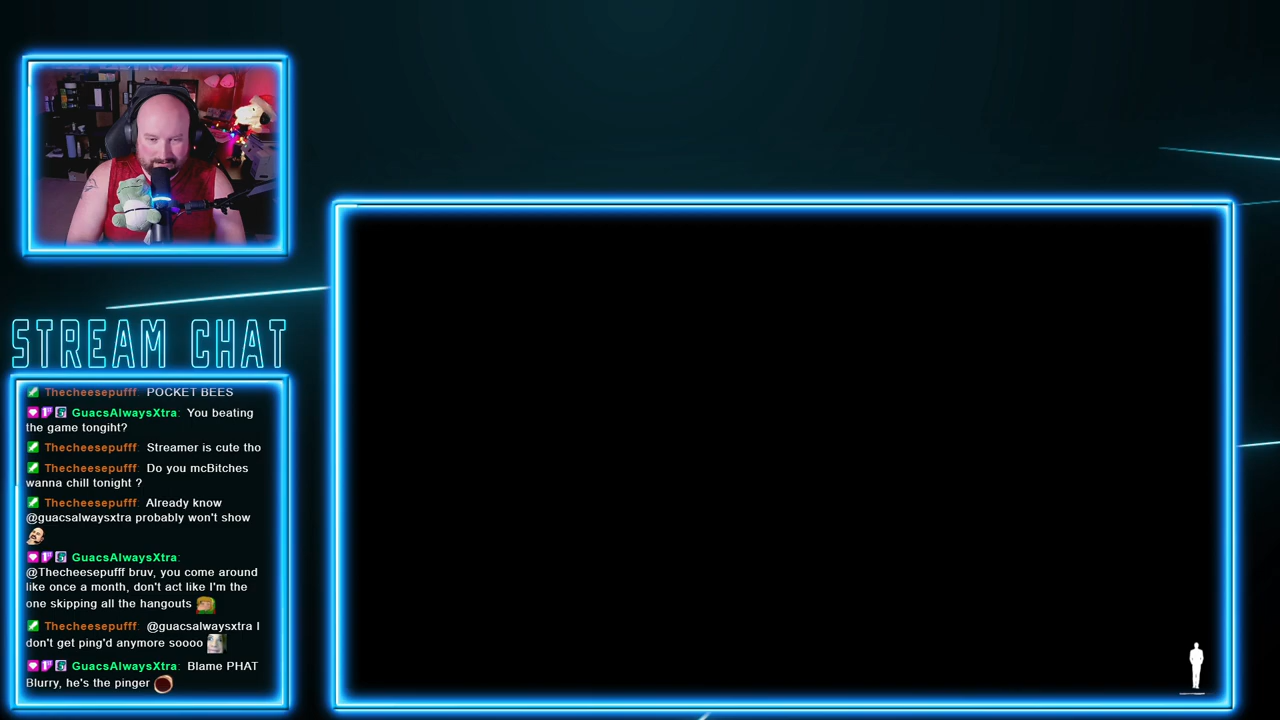 STREAM CHAT
Thecheesepufff: POCKET BEES
GuacsAlwaysXtra: You beating
the game tongiht?
Thecheesepufff: Streamer is cute tho
Thecheesepufff: Do you mcBitches
wanna chill tonight ?
Thecheesepufff: Already know
@guacsalwaysxtra probably won't show
GuacsAlwaysXtra:
@Thecheesepufff bruv, you come around
like once a month, don't act like I'm the
one skipping all the hangouts
Thecheesepufff: @guacsalwaysxtra I
don't get ping'd anymore soooo
GuacsAlwaysXtra: Blame PHAT
Blurry, he's the pinger